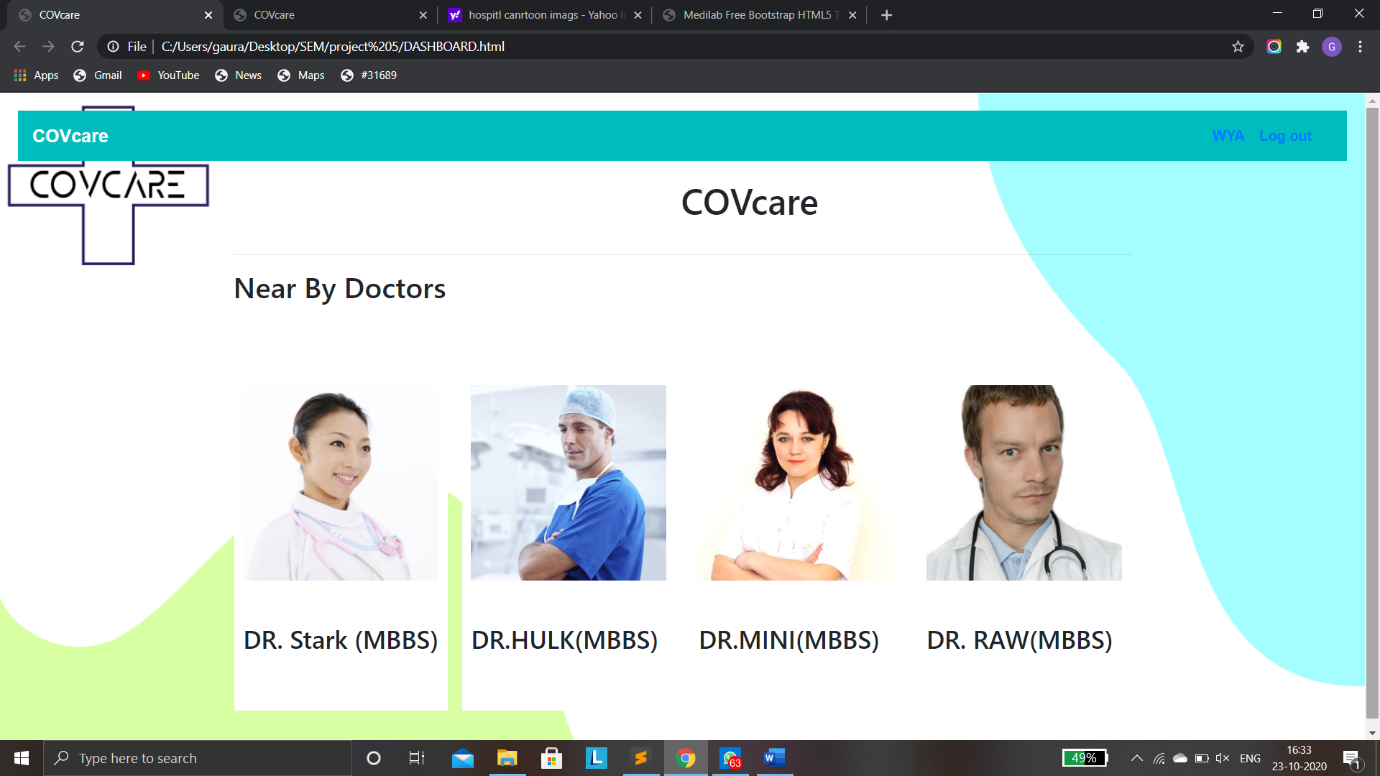 COVcare
COVcare
hospitl canrtoon imags - Yahoo
Medilab Free Bootstrap HTML5
File | C:/Users/gaura/Desktop/SEM/project%205/DASHBOARD.html
G
Apps Gmail YouTube News Maps #31689
COVcare
WYA Log out
COVCARE
COVcare
Near By Doctors
DR. Stark (MBBS)
DR.HULK(MBBS)
DR.MINI(MBBS)
DR. RAW(MBBS)
Type here to search
L
63
W
49%
ENG
16:33
23-10-2020
1